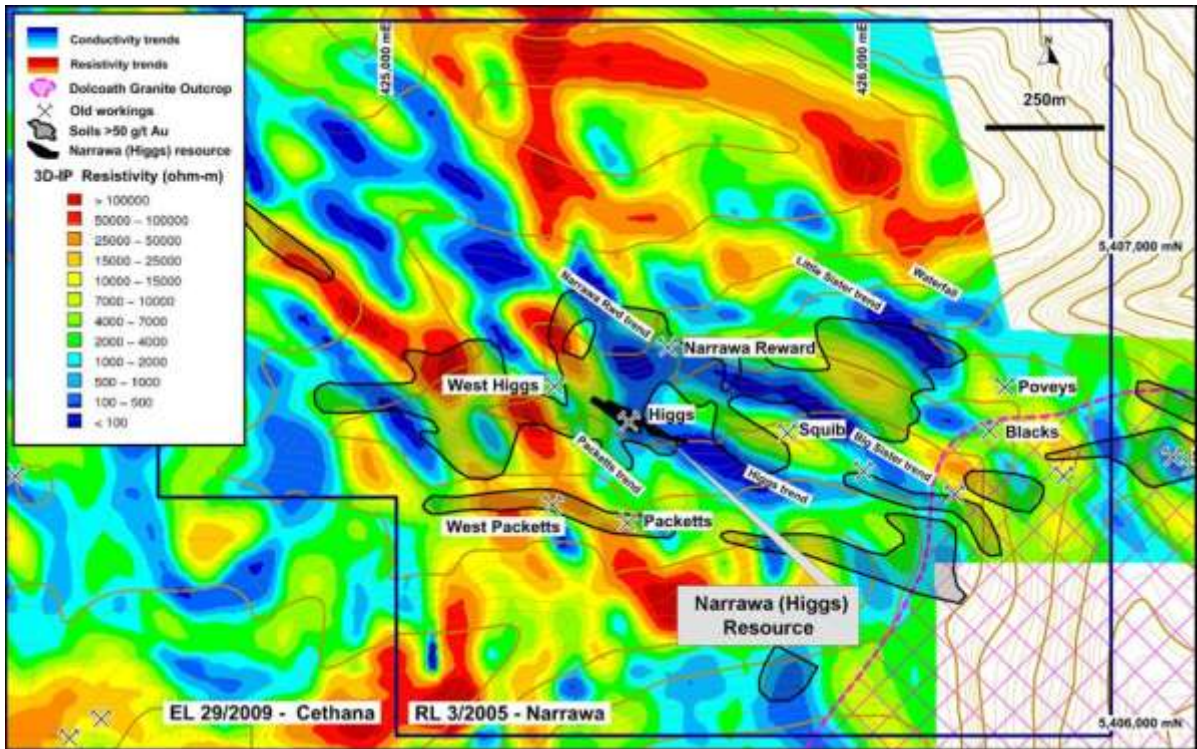 Conductivity trends
Resistivity trends
Dolcoath Granite Outcrop
Old workings
Soils >50 g/t Au
Narrawa (Higgs) resource
3D-IP Resistivity (ohm-m)
> 100000
50000 – 100000
25000 – 50000
15000 – 25000
10000 – 15000
7000 – 10000
4000 – 7000
2000 – 4000
1000 – 2000
500 – 1000
100 – 500
< 100
425,000 mE
426,000 mE
N
250m
5,407,000 mN
Narrawa Rwd trend
Little Sister trend
Waterfall
Narrawa Reward
West Higgs
Poveys
Higgs
Squib
Blacks
Packetts trend
Higgs trend
Big Sister trend
West Packetts
Packetts
Narrawa (Higgs)
Resource
EL 29/2009 - Cethana
RL 3/2005 - Narrawa
5,406,000 mN